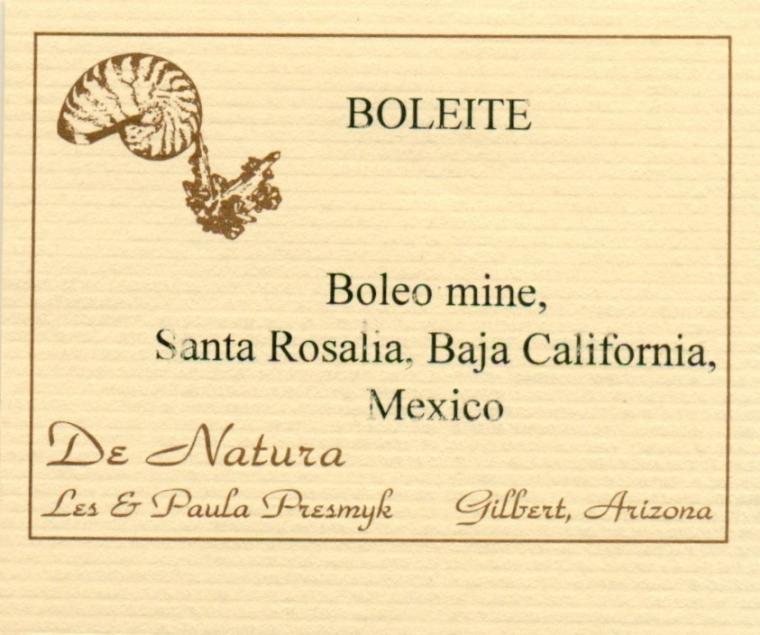 BOLEITE
Boleo mine,
Santa Rosalia, Baja California,
Mexico
De Natura
Les & Paula Presmyk Gilbert, Arizona